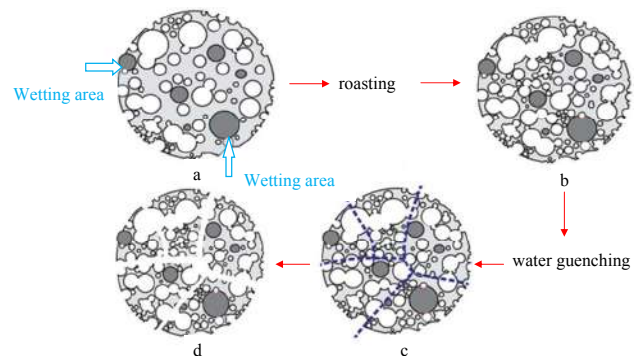 Wetting area
roasting
a
Wetting area
b
water guenching
d
c